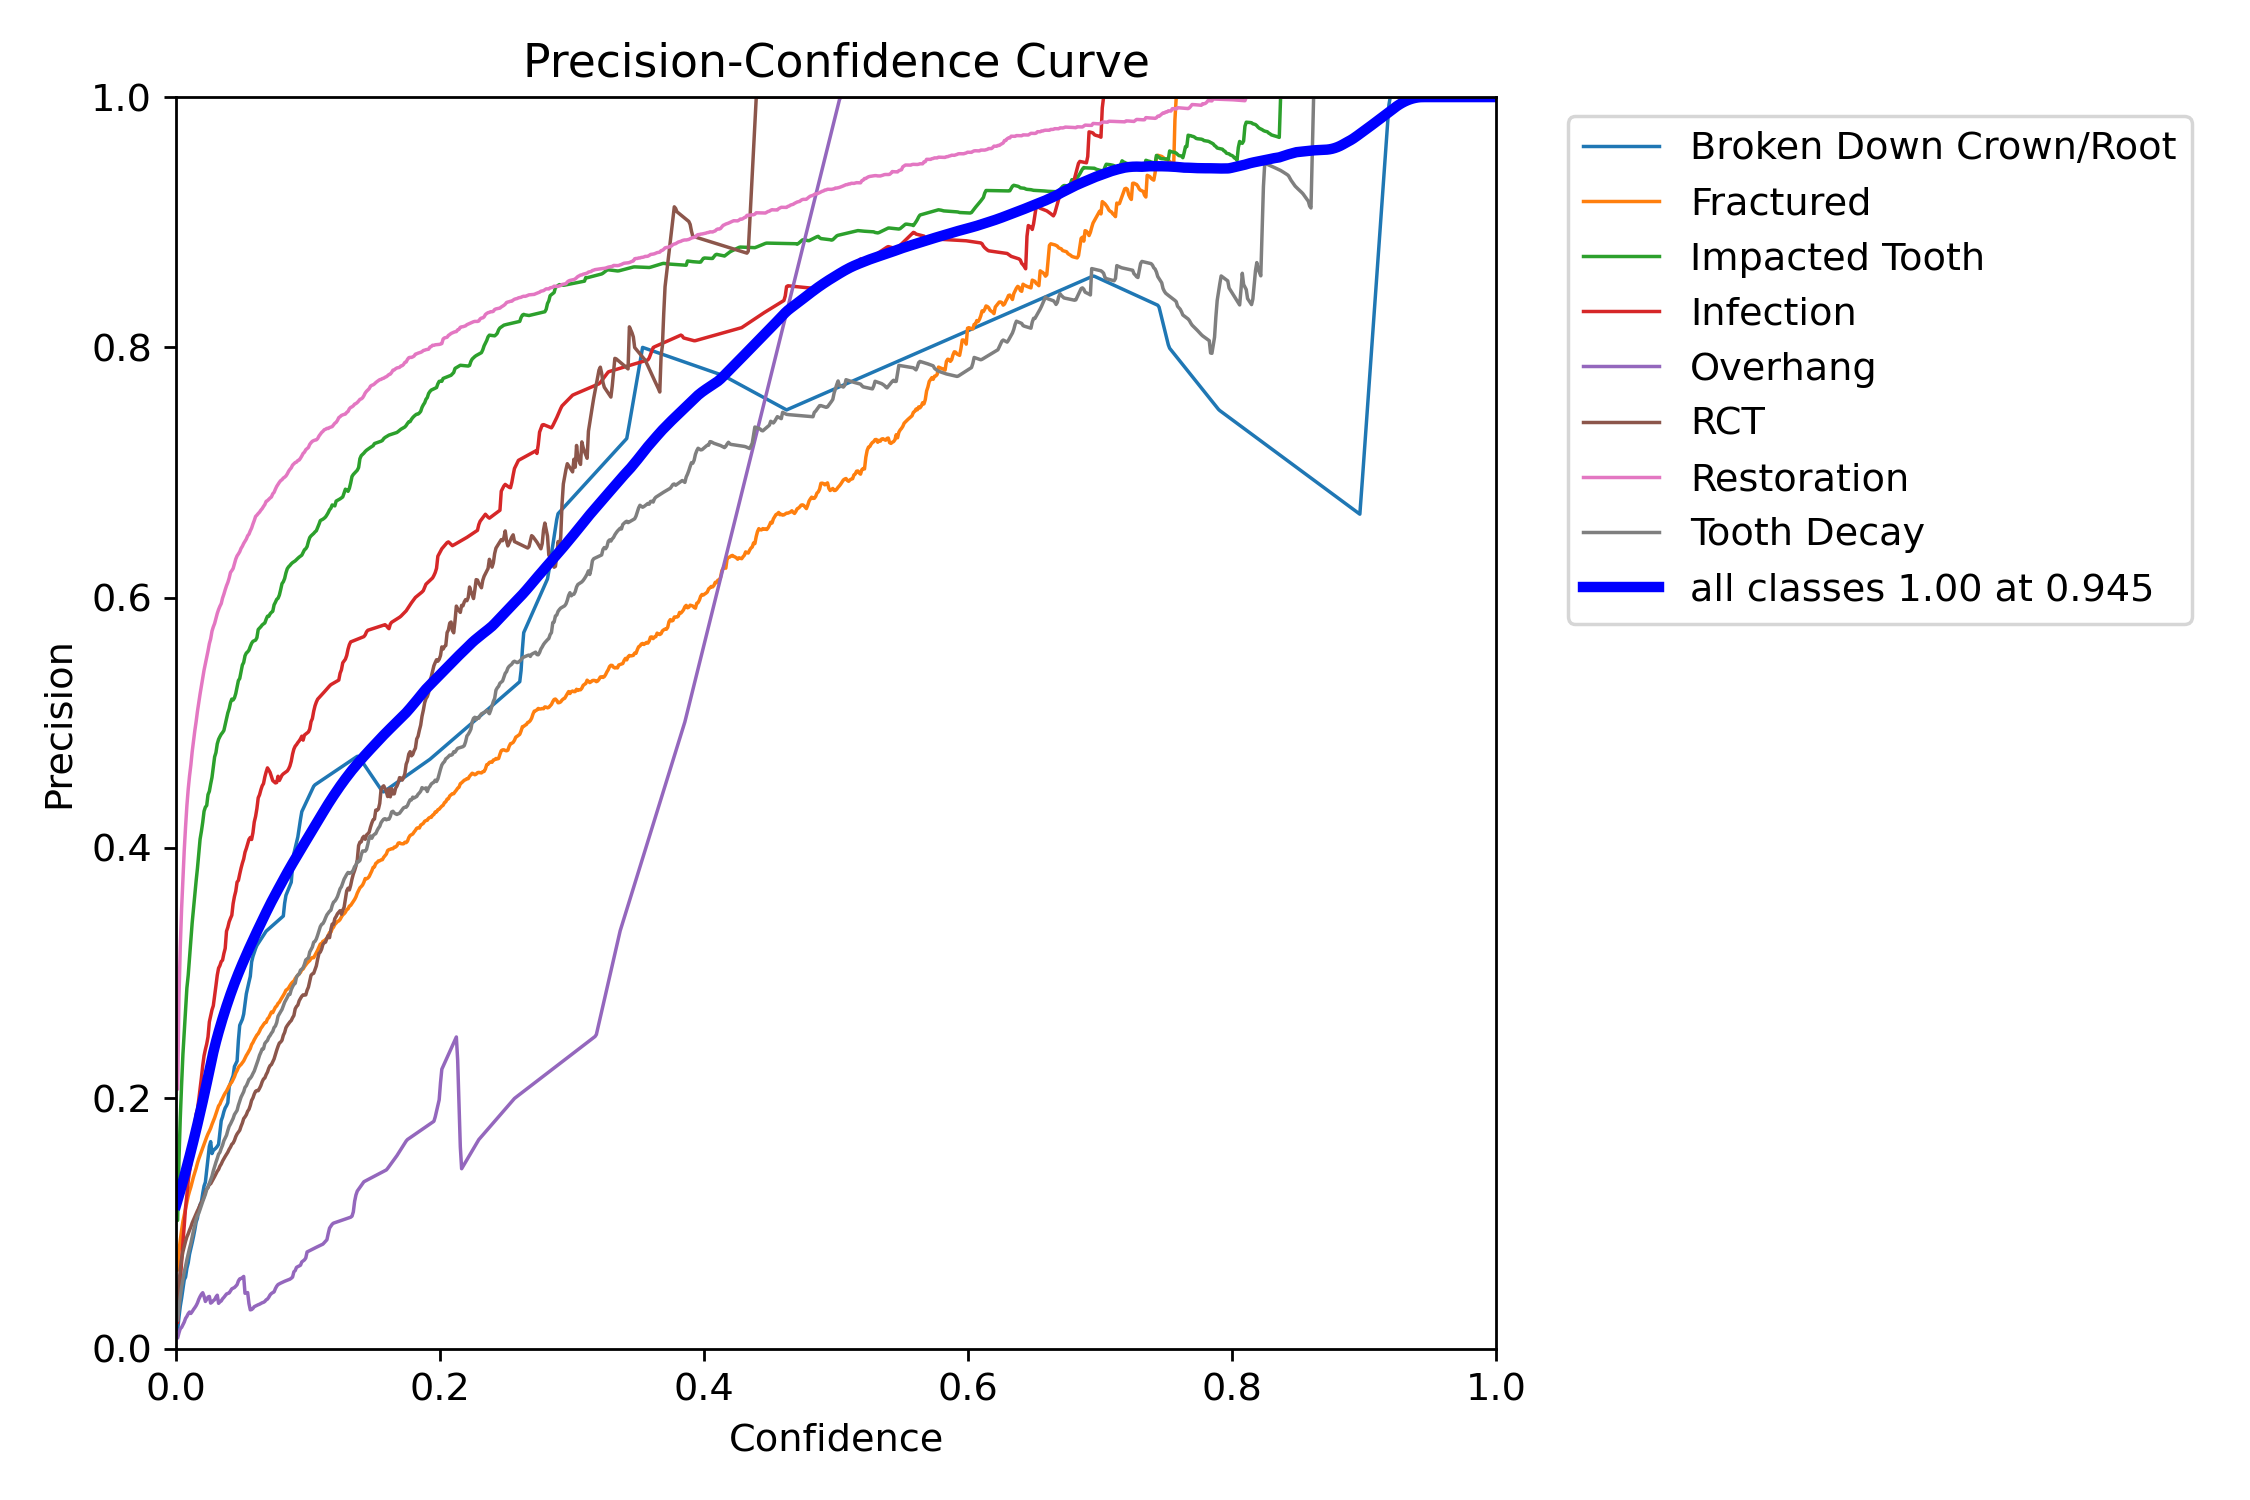 Precision-Confidence Curve
1.0
0.8
0.6
0.4
0.2
0.0
Precision
0.0 0.2 0.4 0.6 0.8 1.0
Confidence
Broken Down Crown/Root
Fractured
Impacted Tooth
Infection
Overhang
RCT
Restoration
Tooth Decay
all classes 1.00 at 0.945